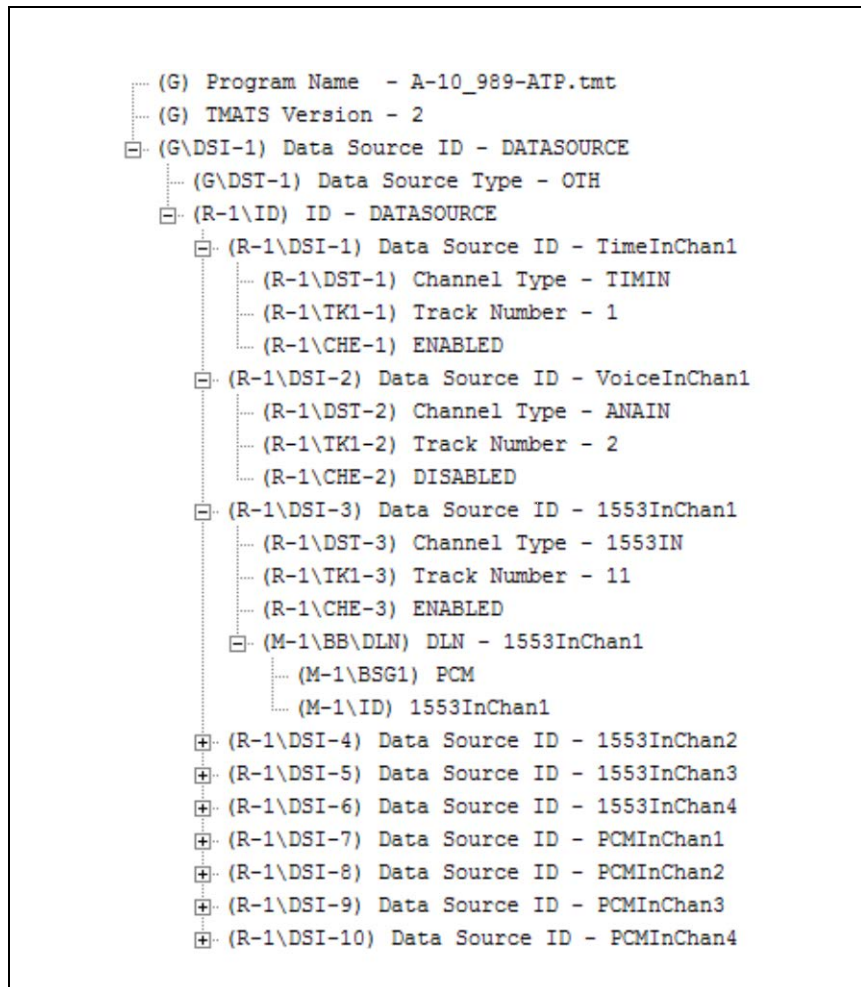 (G) Program Name  - A-10_989-ATP.tmt
(G) TMATS Version - 2
(G\DSI-1) Data Source ID - DATASOURCE
(G\DST-1) Data Source Type - OTH
(R-1\ID) ID - DATASOURCE
(R-1\DSI-1) Data Source ID - TimeInChan1
(R-1\DST-1) Channel Type - TIMIN
(R-1\TK1-1) Track Number - 1
(R-1\CHE-1) ENABLED
(R-1\DSI-2) Data Source ID - VoiceInChan1
(R-1\DST-2) Channel Type - ANAIN
(R-1\TK1-2) Track Number - 2
(R-1\CHE-2) DISABLED
(R-1\DSI-3) Data Source ID - 1553InChan1
(R-1\DST-3) Channel Type - 1553IN
(R-1\TK1-3) Track Number - 11
(R-1\CHE-3) ENABLED
(M-1\BB\DLN) DLN - 1553InChan1
(M-1\BSG1) PCM
(M-1\ID) 1553InChan1
(R-1\DSI-4) Data Source ID - 1553InChan2
(R-1\DSI-5) Data Source ID - 1553InChan3
(R-1\DSI-6) Data Source ID - 1553InChan4
(R-1\DSI-7) Data Source ID - PCMInChan1
(R-1\DSI-8) Data Source ID - PCMInChan2
(R-1\DSI-9) Data Source ID - PCMInChan3
(R-1\DSI-10) Data Source ID - PCMInChan4